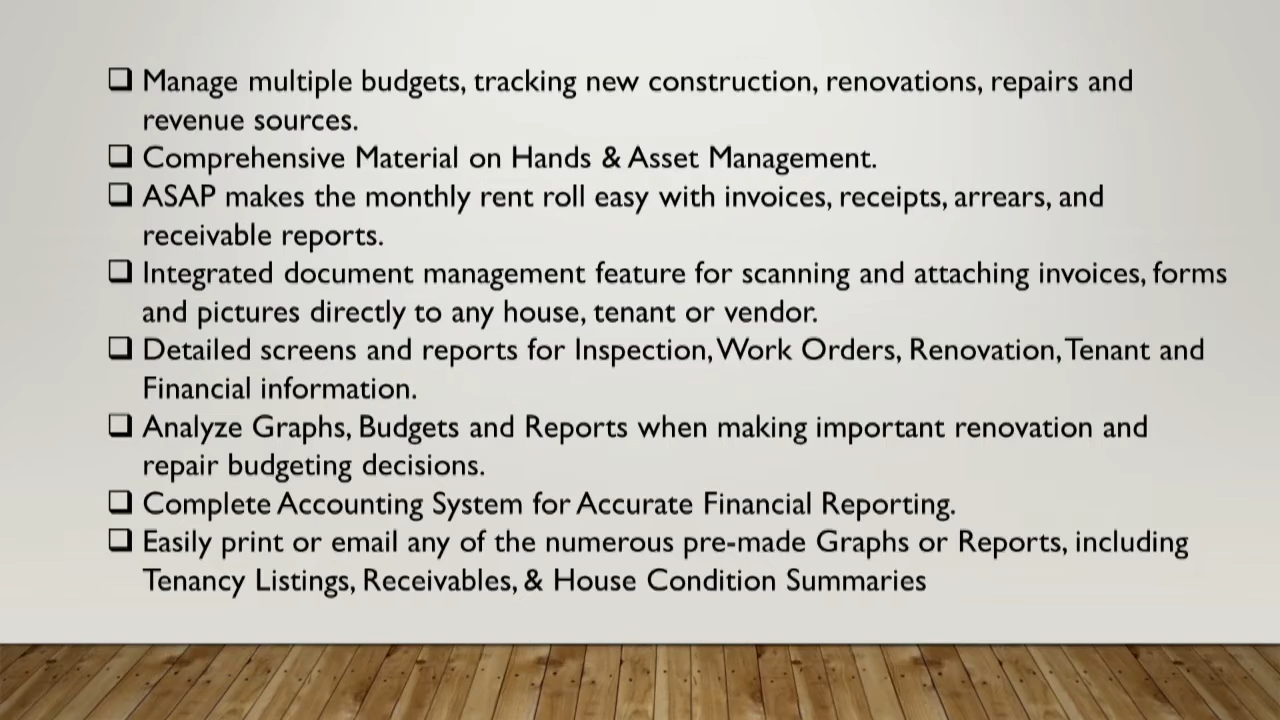 ❑ Manage multiple budgets, tracking new construction, renovations, repairs and
revenue sources.
❑ Comprehensive Material on Hands & Asset Management.
❑ ASAP makes the monthly rent roll easy with invoices, receipts, arrears, and
receivable reports.
❑ Integrated document management feature for scanning and attaching invoices, forms
and pictures directly to any house, tenant or vendor.
❑ Detailed screens and reports for Inspection, Work Orders, Renovation, Tenant and
Financial information.
❑ Analyze Graphs, Budgets and Reports when making important renovation and
repair budgeting decisions.
❑ Complete Accounting System for Accurate Financial Reporting.
❑ Easily print or email any of the numerous pre-made Graphs or Reports, including
Tenancy Listings, Receivables, & House Condition Summaries